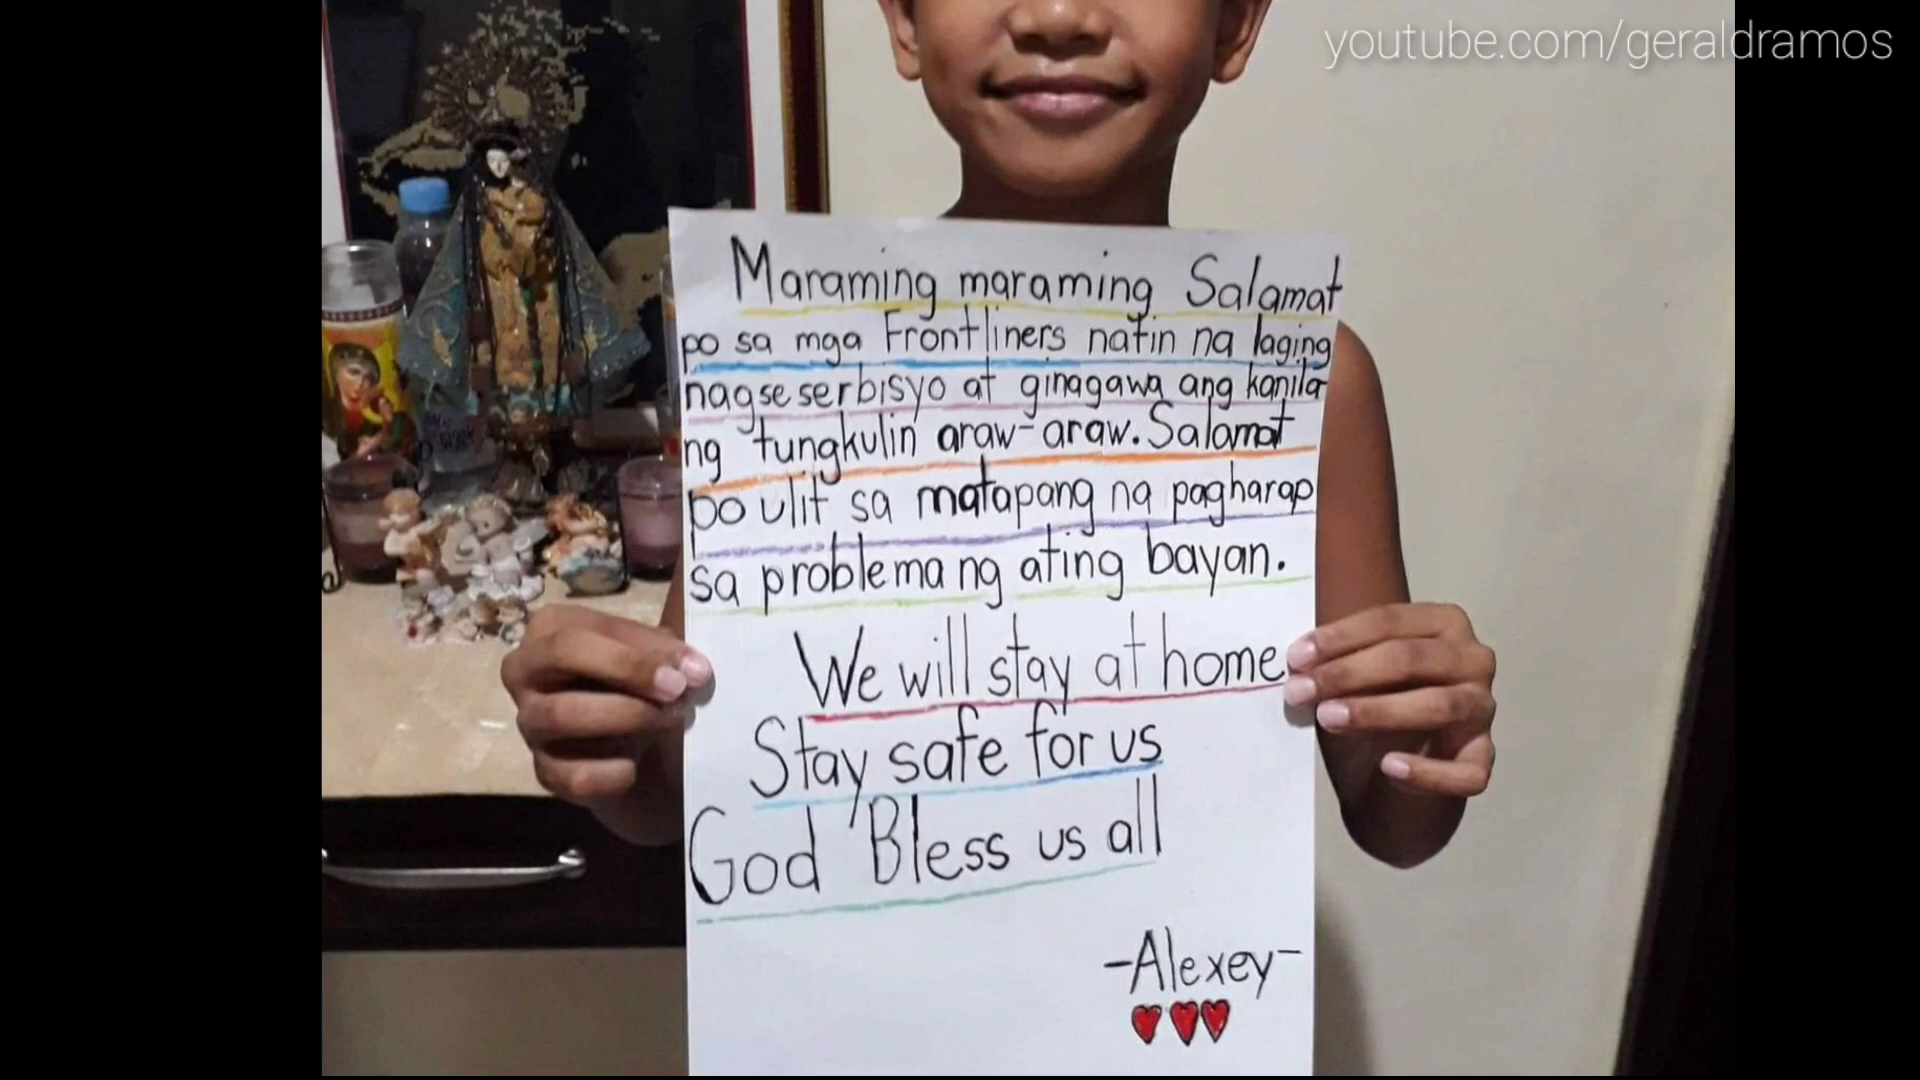 youtube.com/geraldramos
Maraming maraming Salamat
po sa mga Frontliners natin na laging
nagseserbisyo at ginagawa ang kanila
ng tungkulin araw-araw. Salamat
po ulit sa matapang na pagharap
sa problema ng ating bayan.
We will stay at home
Stay safe for us
God Bless us all
-Alexey-